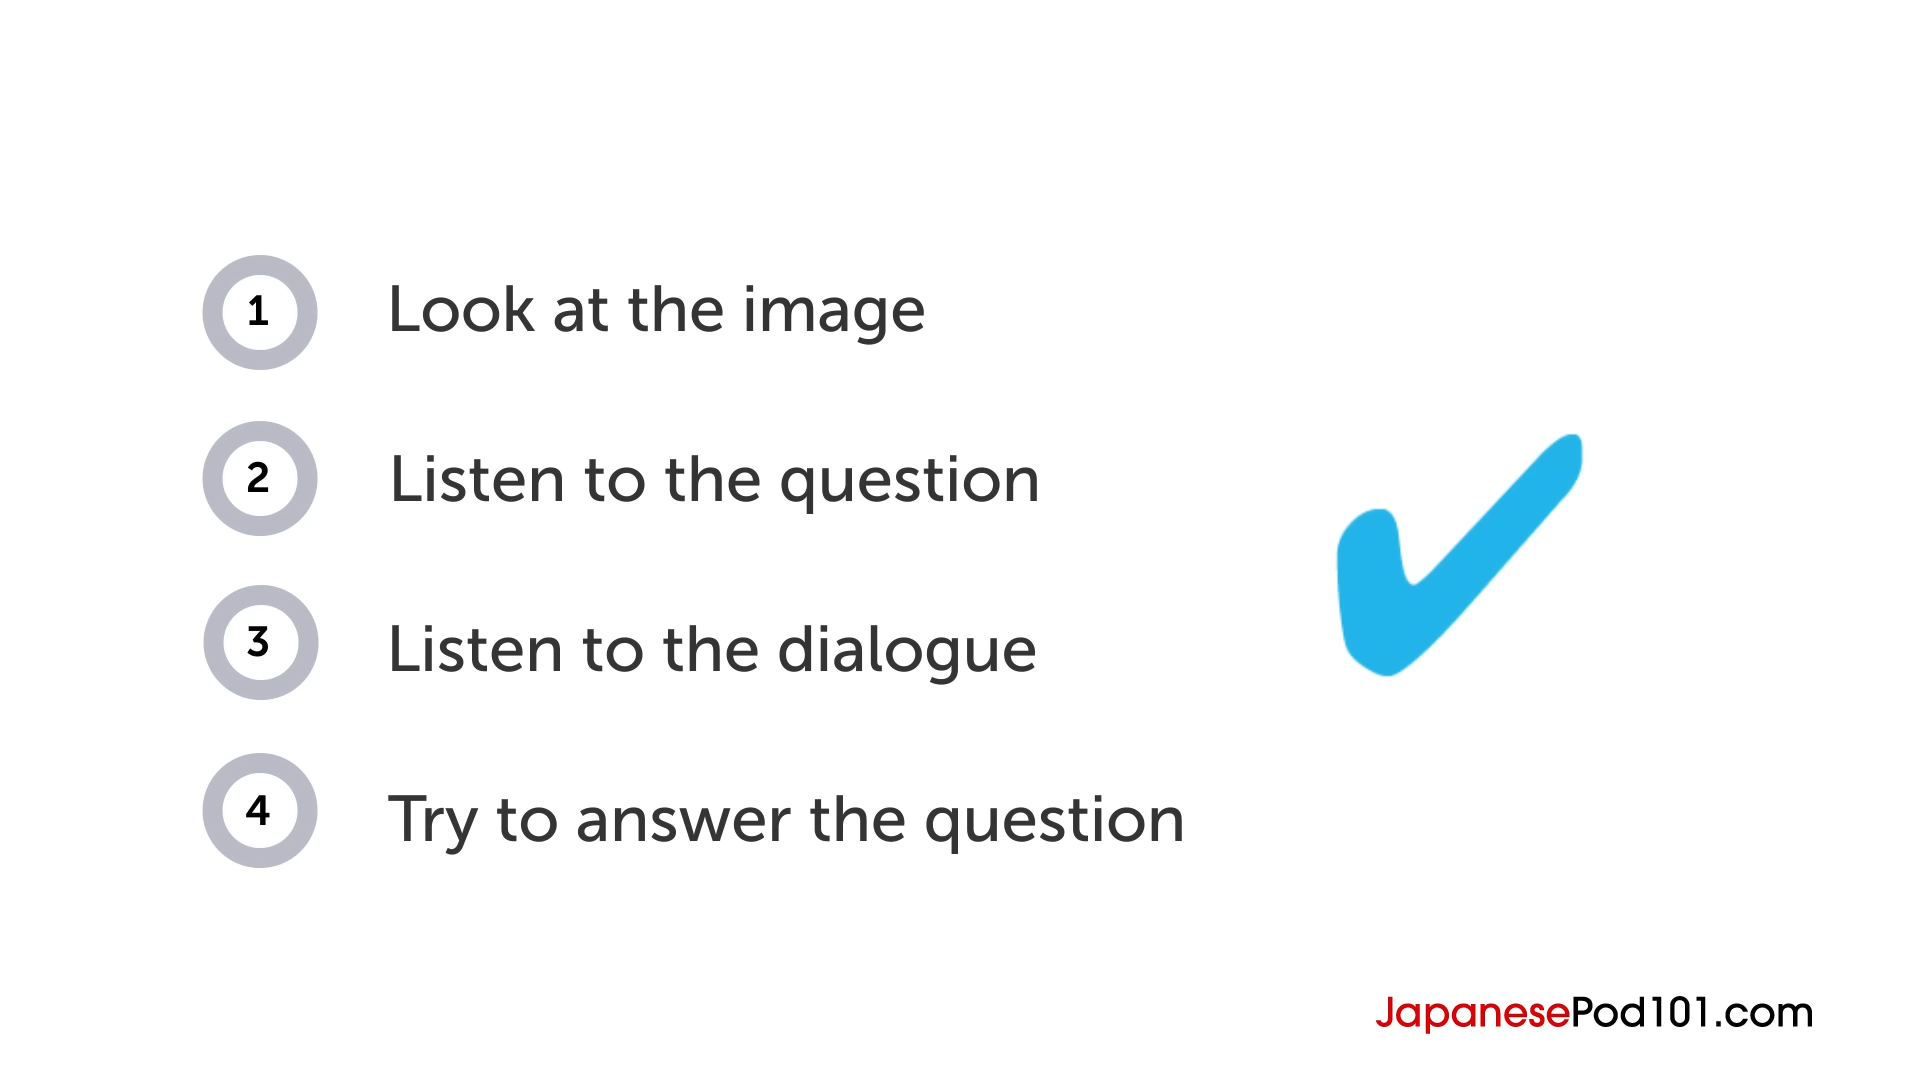 1 Look at the image
2 Listen to the question
3 Listen to the dialogue
4 Try to answer the question
JapanesePod101.com